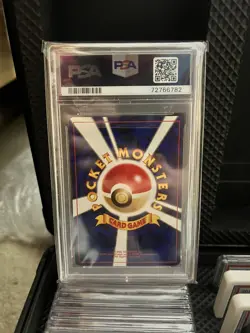 PSA
PSA
72766782
POCKET MONSTERS
CARD GAME